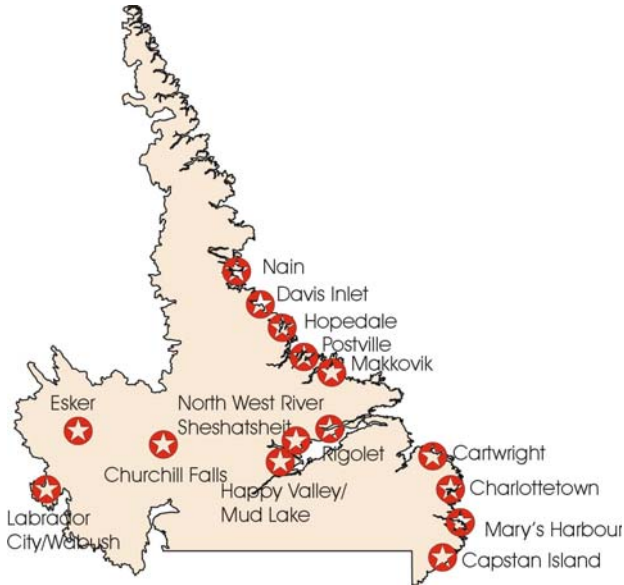 Nain
Davis Inlet
Hopedale
Postville
Makkovik
Esker
North West River
Sheshatsheit
Rigolet
Cartwright
Churchill Falls
Happy Valley/
Mud Lake
Charlottetown
Labrador
City/Wabush
Mary's Harbour
Capstan Island